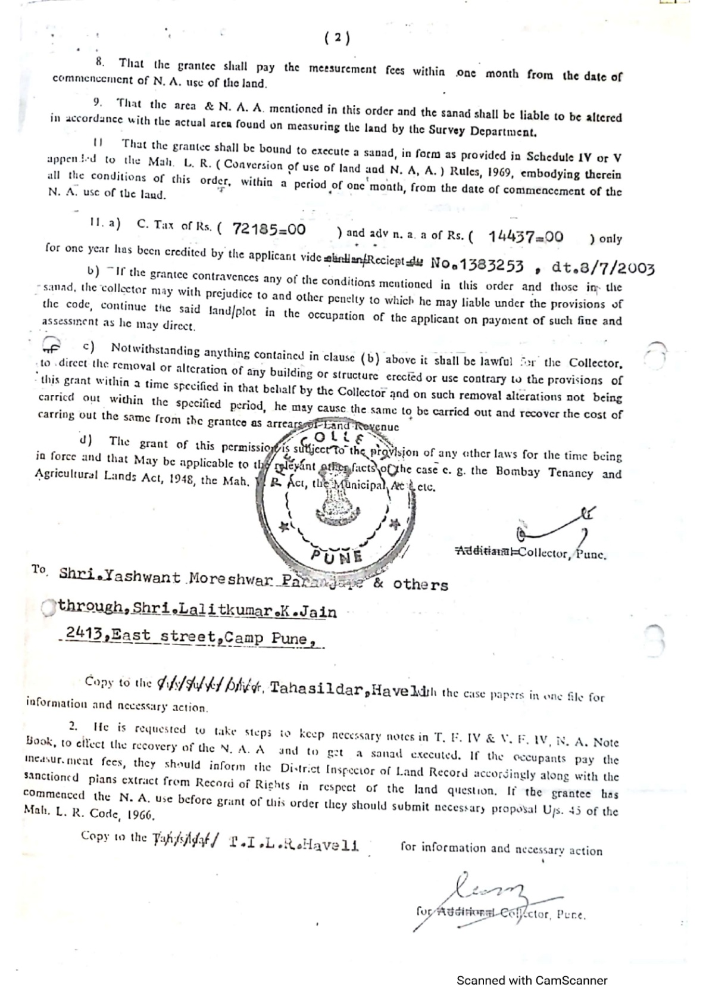 ( 2 )
8. That the grantee shall pay the meesurement fees within one month from the date of
commencement of N. A. use of the land.
9. That the area & N. A. A. mentioned in this order and the sanad shall be liable to be altered
in accordance with the actual area found on measuring the land by the Survey Department.
11 That the grantee shall be bound to execute a sanad, in form as provided in Schedule IV or V
appended to the Mah. L. R. ( Conversion of use of land and N. A, A. ) Rules, 1969, embodying therein
all the conditions of this order, within a period of one month, from the date of commencement of the
N. A. use of the land.
11. a) C. Tax of Rs. ( 72185=00 ) and adv n. a. a of Rs. ( 14437=00 ) only
for one year has been credited by the applicant vide Reciept No.1383253 , dt.8/7/2003
b) If the grantee contravences any of the conditions mentioned in this order and those in the
sanad, the collector may with prejudice to and other penelty to which he may liable under the provisions of
the code, continue the said land/plot in the occupation of the applicant on payment of such fine and
assessment as he may direct.
c) Notwithstanding anything contained in clause (b) above it shall be lawful for the Collector,
to direct the removal or alteration of any building or structure erected or use contrary to the provisions of
this grant within a time specified in that behalf by the Collector and on such removal alterations not being
carried out within the specified period, he may cause the same to be carried out and recover the cost of
carring out the same from the grantee as arrears of Land Revenue
d) The grant of this permission is subject to the provision of any other laws for the time being
in force and that May be applicable to the relevant other facts of the case e. g. the Bombay Tenancy and
Agricultural Lands Act, 1948, the Mah. R. Act, the Municipal Act etc.
COLLE
PUNE
Additional Collector, Pune.
To, Shri.Yashwant Moreshwar Paranjape & others
through,Shri.Lalitkumar.K.Jain
2413,East street,Camp Pune,
Copy to the Tahasildar,Haveli with the case papers in one file for
information and necessary action.
2. He is requested to take steps to keep necessary notes in T. F. IV & V. F. IV, N. A. Note
Book, to effect the recovery of the N. A. A and to get a sanad executed. If the occupants pay the
measurment fees, they should inform the District Inspector of Land Record accordingly along with the
sanctioned plans extract from Record of Rights in respect of the land question. If the grantee has
commenced the N. A. use before grant of this order they should submit necessary proposal U/s. 45 of the
Mah. L. R. Code, 1966.
Copy to the T.I.L.R.Haveli for information and necessary action
for Additional Collector, Pune.
Scanned with CamScanner